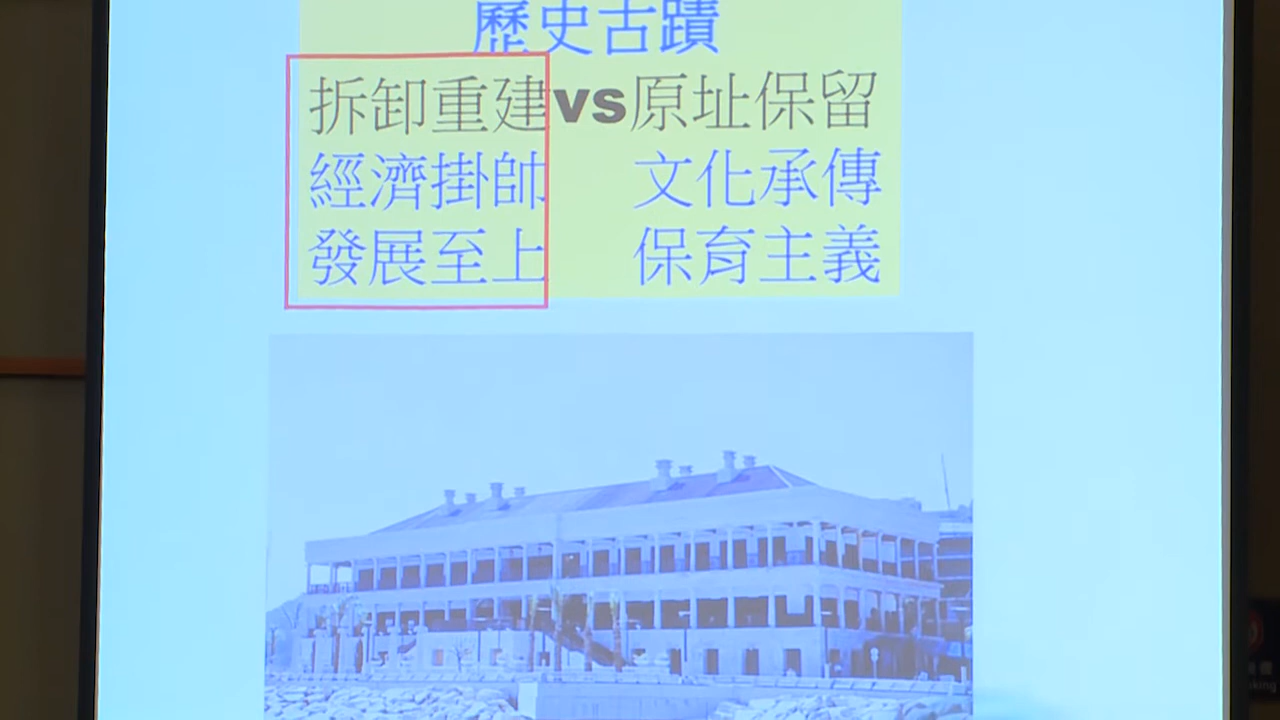 歷史古蹟
拆卸重建vs原址保留
經濟掛帥 文化承傳
發展至上 保育主義